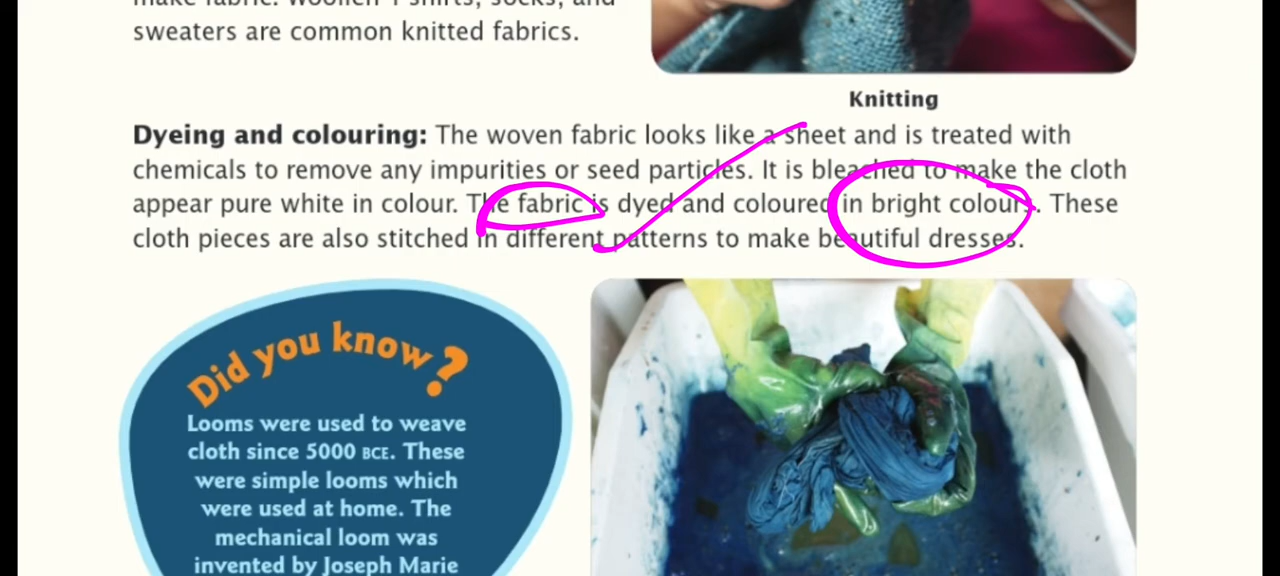 sweaters are common knitted fabrics.
Knitting
Dyeing and colouring: The woven fabric looks like a sheet and is treated with
chemicals to remove any impurities or seed particles. It is bleached to make the cloth
appear pure white in colour. The fabric is dyed and coloured in bright colours. These
cloth pieces are also stitched in different patterns to make beautiful dresses.
Did you know?
Looms were used to weave
cloth since 5000 BCE. These
were simple looms which
were used at home. The
mechanical loom was
invented by Joseph Marie